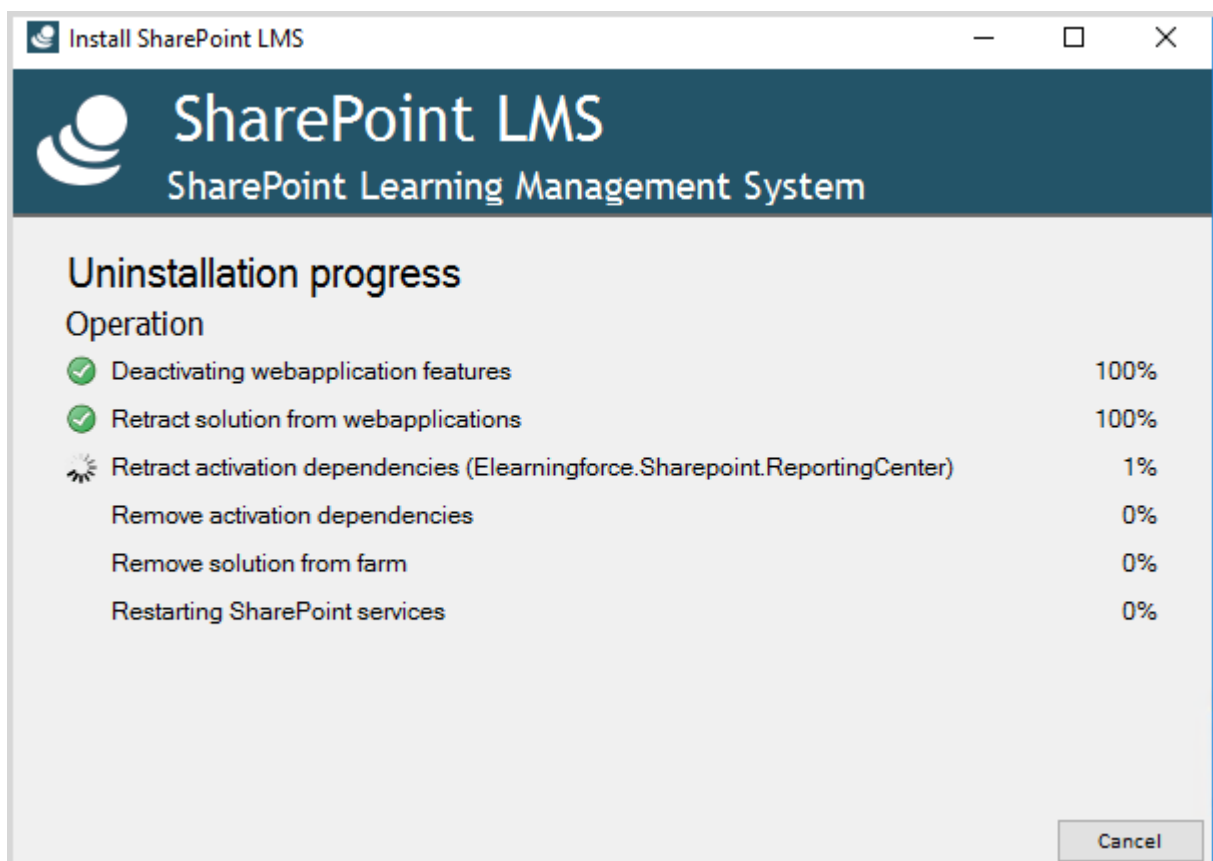 Install SharePoint LMS
SharePoint LMS
SharePoint Learning Management System
Uninstallation progress
Operation
Deactivating webapplication features 100%
Retract solution from webapplications 100%
Retract activation dependencies (Elearningforce.Sharepoint.ReportingCenter) 1%
Remove activation dependencies 0%
Remove solution from farm 0%
Restarting SharePoint services 0%
Cancel